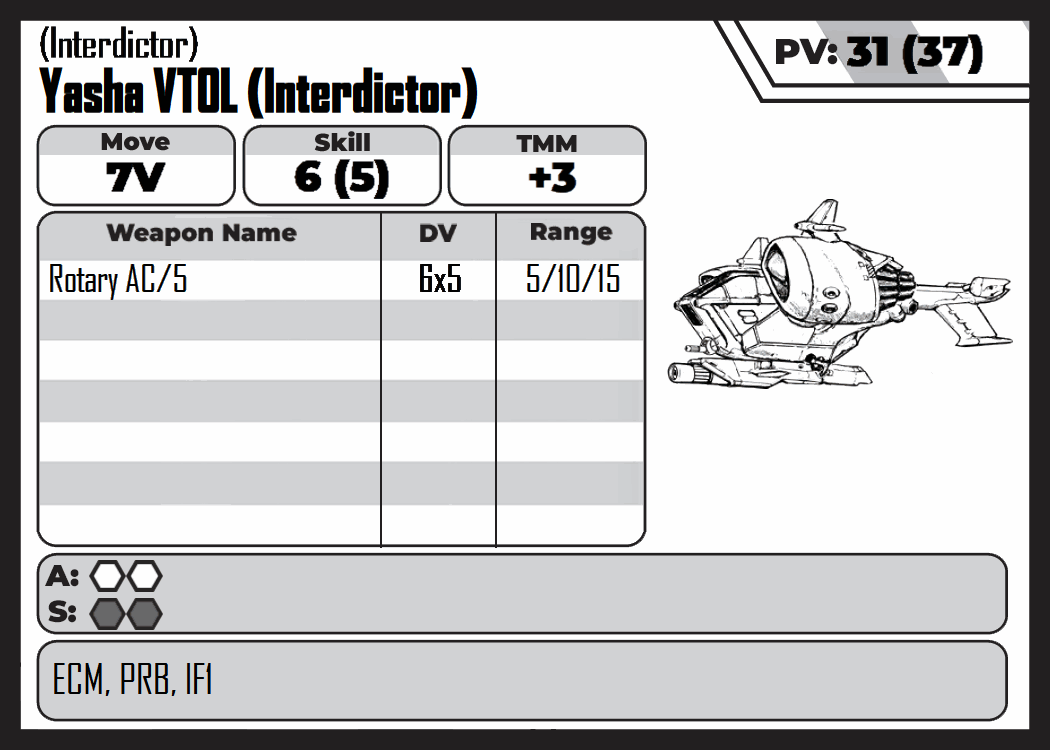 (Interdictor)
Yasha VTOL (Interdictor)
PV: 31 (37)
Move Skill TMM
7V 6 (5) +3
Weapon Name DV Range
Rotary AC/5 6x5 5/10/15
A:
S:
ECM, PRB, IF1